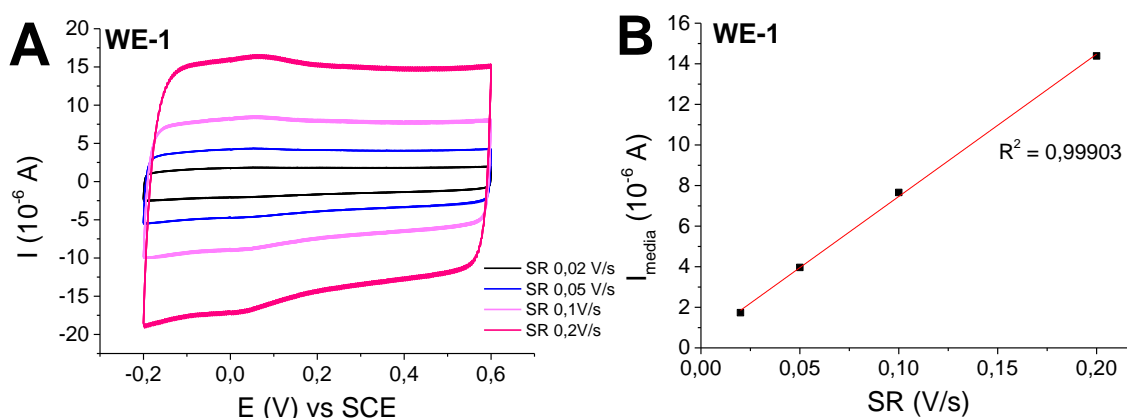 A
WE-1
20
15
10
5
0
-5
-10
-15
-20
I (10-6 A)
-0,2 0,0 0,2 0,4 0,6
E (V) vs SCE
SR 0,02 V/s
SR 0,05 V/s
SR 0,1V/s
SR 0,2V/s
B
WE-1
16
14
12
10
8
6
4
2
0
Imedia (10-6 A)
R2 = 0,99903
0,00 0,05 0,10 0,15 0,20
SR (V/s)